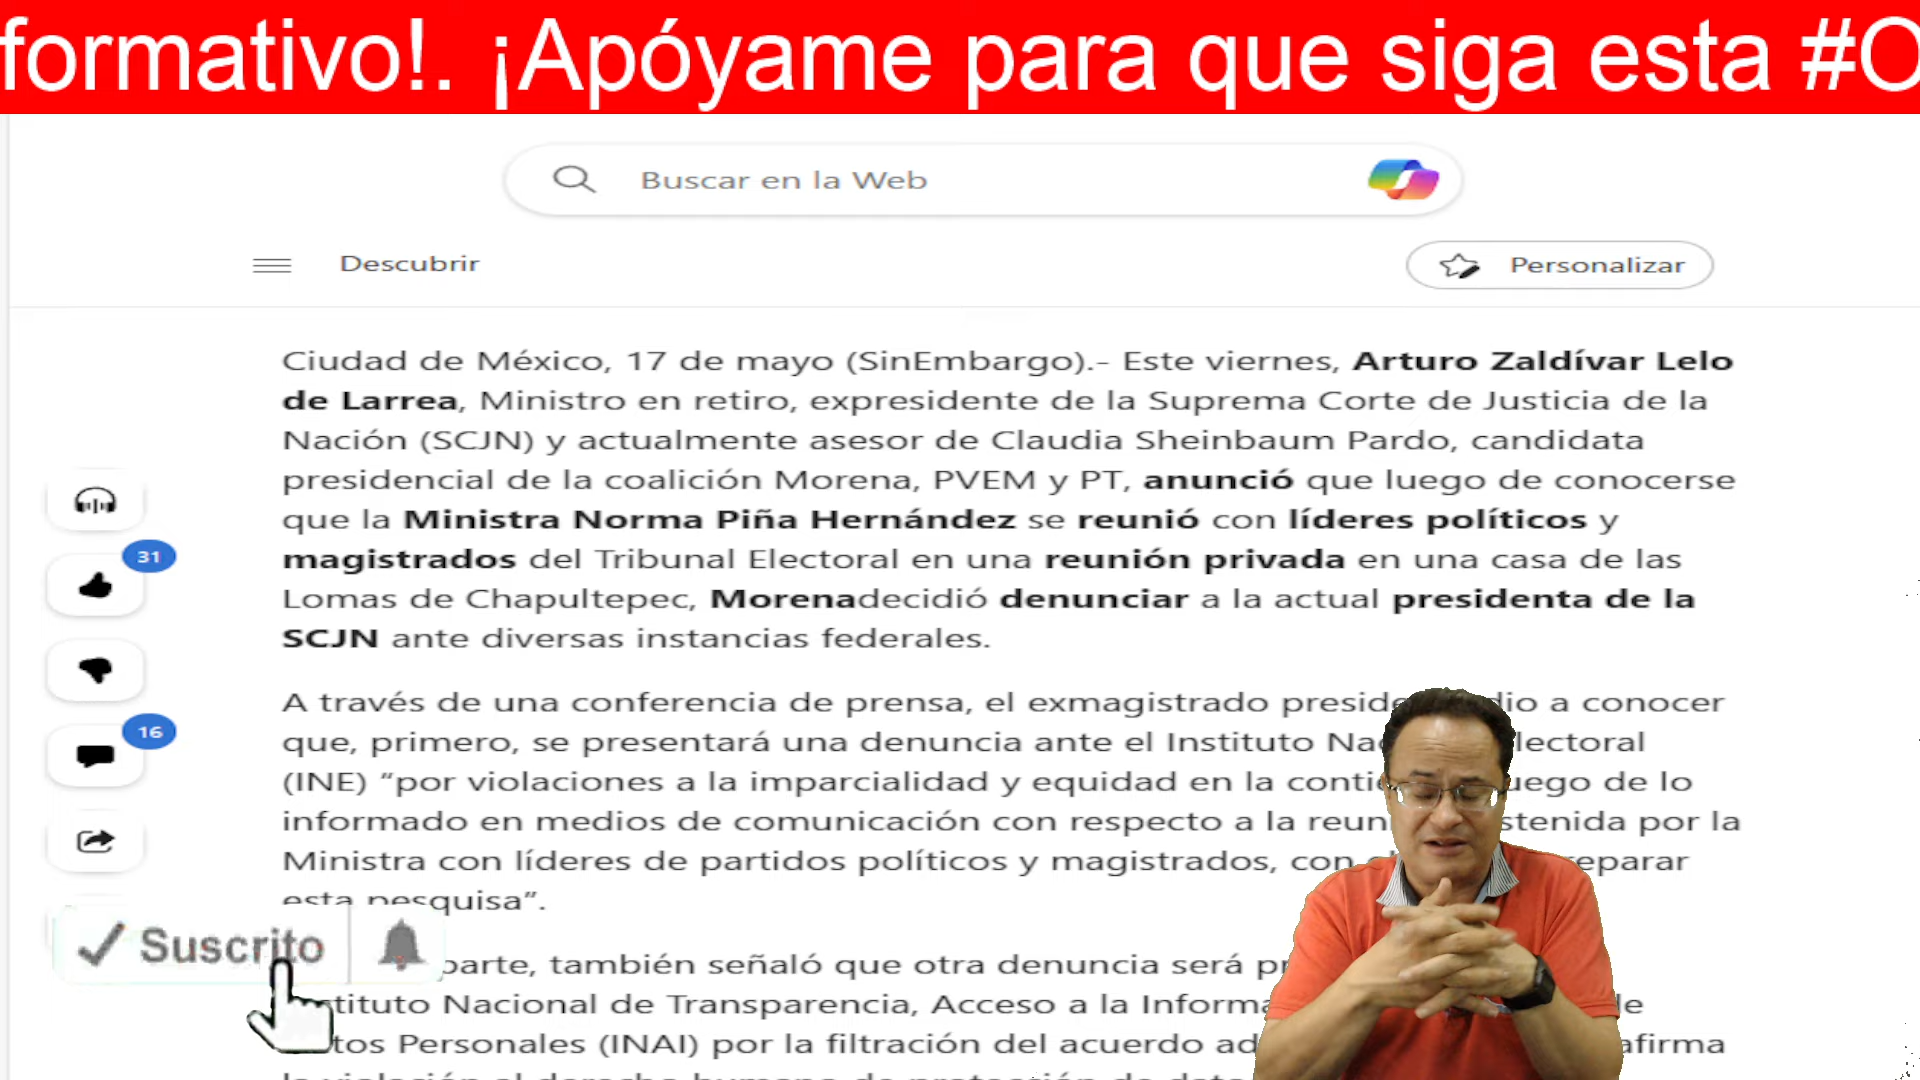 formativo!. ¡Apóyame para que siga esta #O
Buscar en la Web
Descubrir
Personalizar
Ciudad de México, 17 de mayo (SinEmbargo).- Este viernes, Arturo Zaldívar Lelo
de Larrea, Ministro en retiro, expresidente de la Suprema Corte de Justicia de la
Nación (SCJN) y actualmente asesor de Claudia Sheinbaum Pardo, candidata
presidencial de la coalición Morena, PVEM y PT, anunció que luego de conocerse
que la Ministra Norma Piña Hernández se reunió con líderes políticos y
magistrados del Tribunal Electoral en una reunión privada en una casa de las
Lomas de Chapultepec, Morenadecidió denunciar a la actual presidenta de la
SCJN ante diversas instancias federales.
31
16
A través de una conferencia de prensa, el exmagistrado preside dio a conocer
que, primero, se presentará una denuncia ante el Instituto Na lectoral
(INE) “por violaciones a la imparcialidad y equidad en la contie uego de lo
informado en medios de comunicación con respecto a la reun stenida por la
Ministra con líderes de partidos políticos y magistrados, con eparar
esta pesquisa”.
Suscrito
parte, también señaló que otra denuncia será pr
stituto Nacional de Transparencia, Acceso a la Informa de
tos Personales (INAI) por la filtración del acuerdo ad afirma